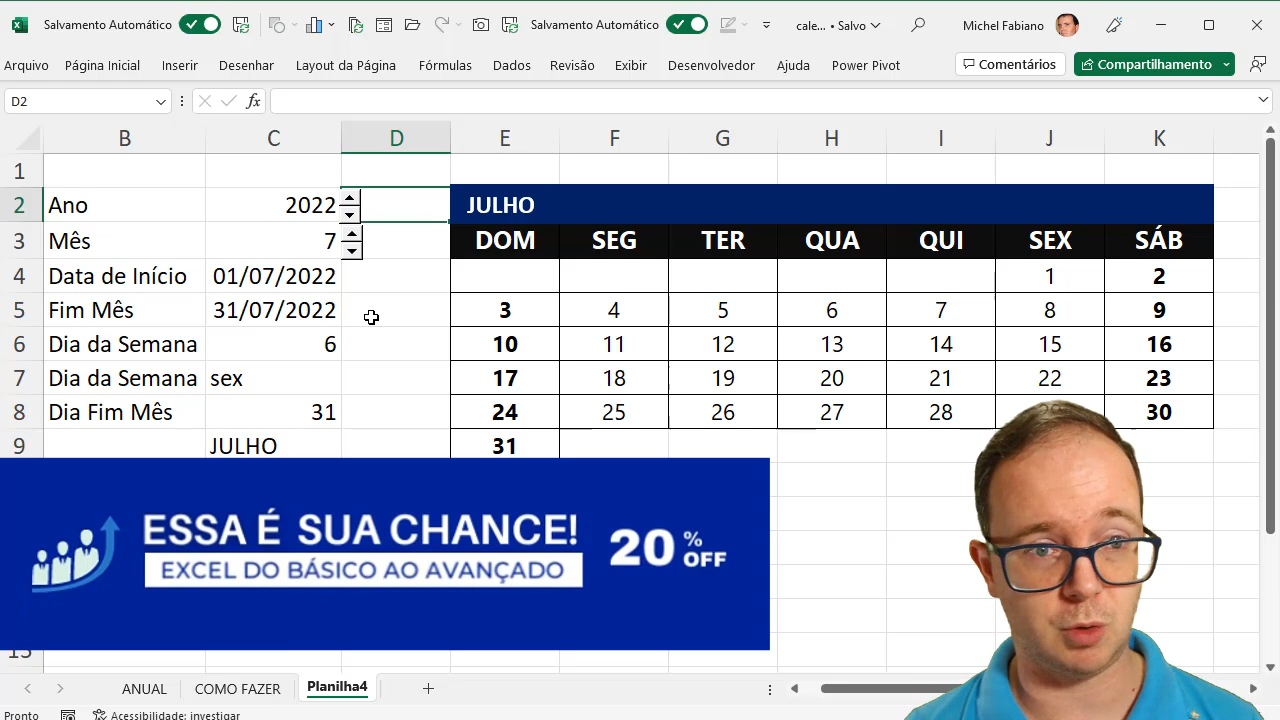 Salvamento Automático Salvamento Automático cale... • Salvo Michel Fabiano
Arquivo Página Inicial Inserir Desenhar Layout da Página Fórmulas Dados Revisão Exibir Desenvolvedor Ajuda Power Pivot Comentários Compartilhamento
D2 fx
B C D E F G H I J K
1
2 Ano 2022 JULHO
3 Mês 7 DOM SEG TER QUA QUI SEX SÁB
4 Data de Início 01/07/2022 1 2
5 Fim Mês 31/07/2022 3 4 5 6 7 8 9
6 Dia da Semana 6 10 11 12 13 14 15 16
7 Dia da Semana sex 17 18 19 20 21 22 23
8 Dia Fim Mês 31 24 25 26 27 28 29 30
9 JULHO 31
ESSA É SUA CHANCE!
EXCEL DO BÁSICO AO AVANÇADO
20% OFF
15
ANUAL COMO FAZER Planilha4
Pronto Acessibilidade: investigar